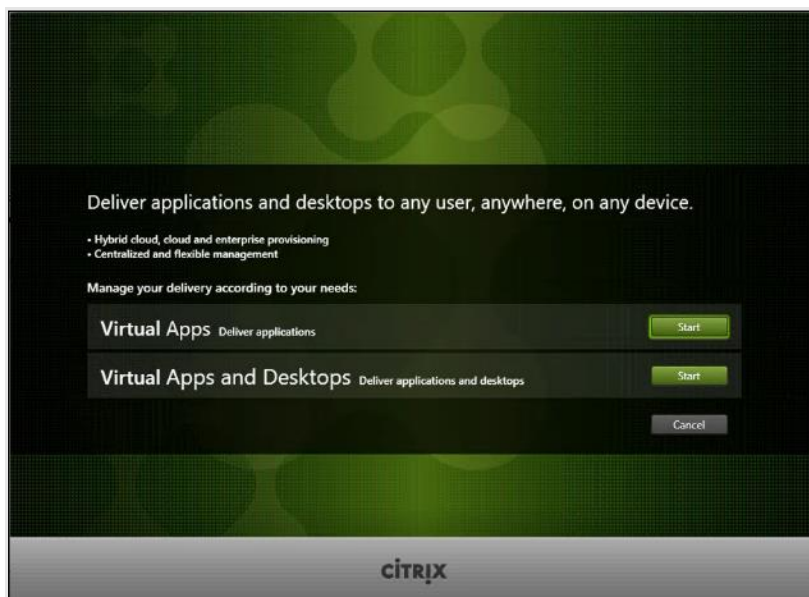 Deliver applications and desktops to any user, anywhere, on any device.
• Hybrid cloud, cloud and enterprise provisioning
• Centralized and flexible management
Manage your delivery according to your needs:
Virtual Apps Deliver applications Start
Virtual Apps and Desktops Deliver applications and desktops Start
Cancel
CİTRIX